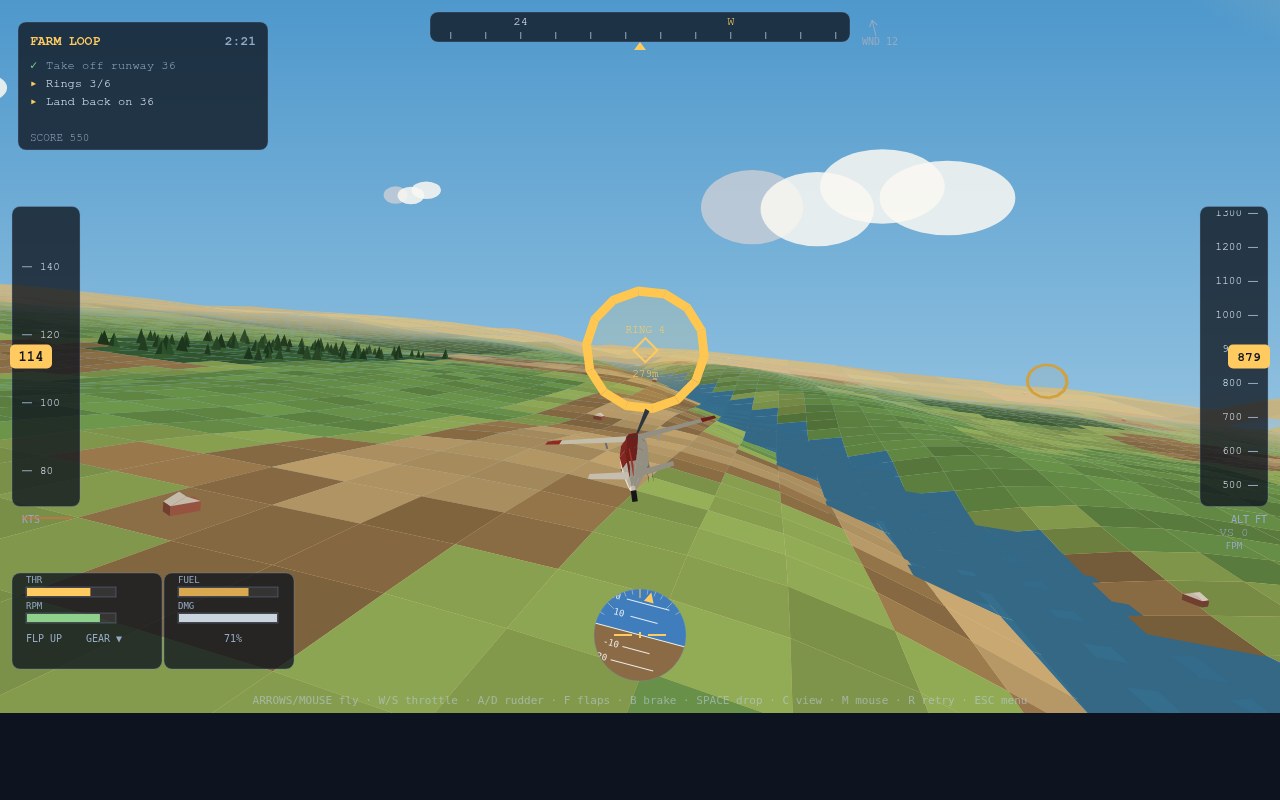 FARM LOOP 2:21
✓ Take off runway 36
▸ Rings 3/6
▸ Land back on 36
SCORE 550
24 W
WND 12
RING 4
279m
140
120
114
100
80
KTS
1300
1200
1100
1000
879
800
700
600
500
ALT FT
VS 0
FPM
THR
RPM
FLP UP GEAR ▼
FUEL
DMG
71%
10
-10
ARROWS/MOUSE fly · W/S throttle · A/D rudder · F flaps · B brake · SPACE drop · C view · M mouse · R retry · ESC menu